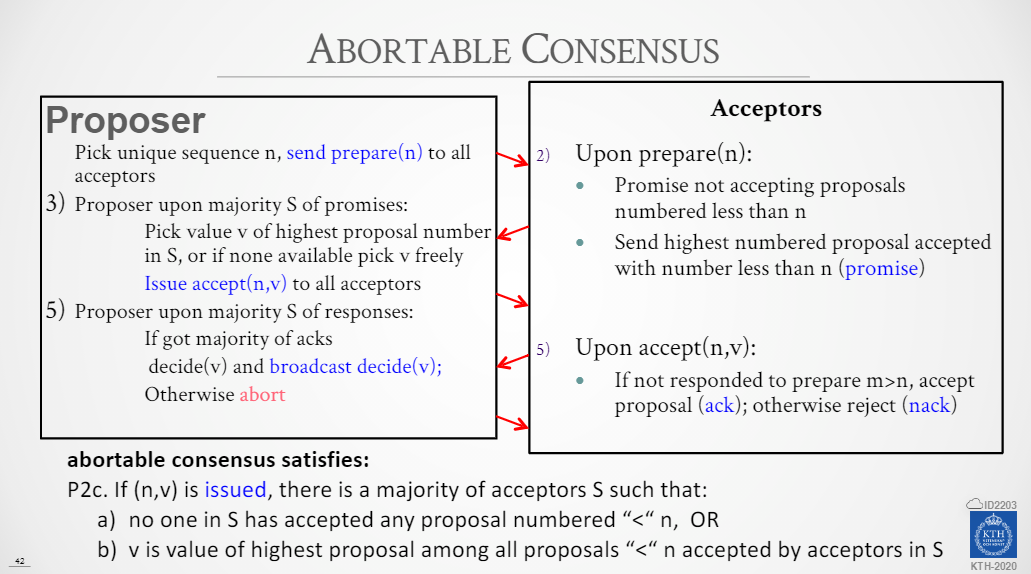 ABORTABLE CONSENSUS
Proposer
Pick unique sequence n, send prepare(n) to all
acceptors
3) Proposer upon majority S of promises:
Pick value v of highest proposal number
in S, or if none available pick v freely
Issue accept(n,v) to all acceptors
5) Proposer upon majority S of responses:
If got majority of acks
decide(v) and broadcast decide(v);
Otherwise abort
Acceptors
2) Upon prepare(n):
• Promise not accepting proposals
numbered less than n
• Send highest numbered proposal accepted
with number less than n (promise)
5) Upon accept(n,v):
• If not responded to prepare m>n, accept
proposal (ack); otherwise reject (nack)
abortable consensus satisfies:
P2c. If (n,v) is issued, there is a majority of acceptors S such that:
a) no one in S has accepted any proposal numbered “<“ n, OR
b) v is value of highest proposal among all proposals “<“ n accepted by acceptors in S
42
ID2203
KTH
KTH-2020